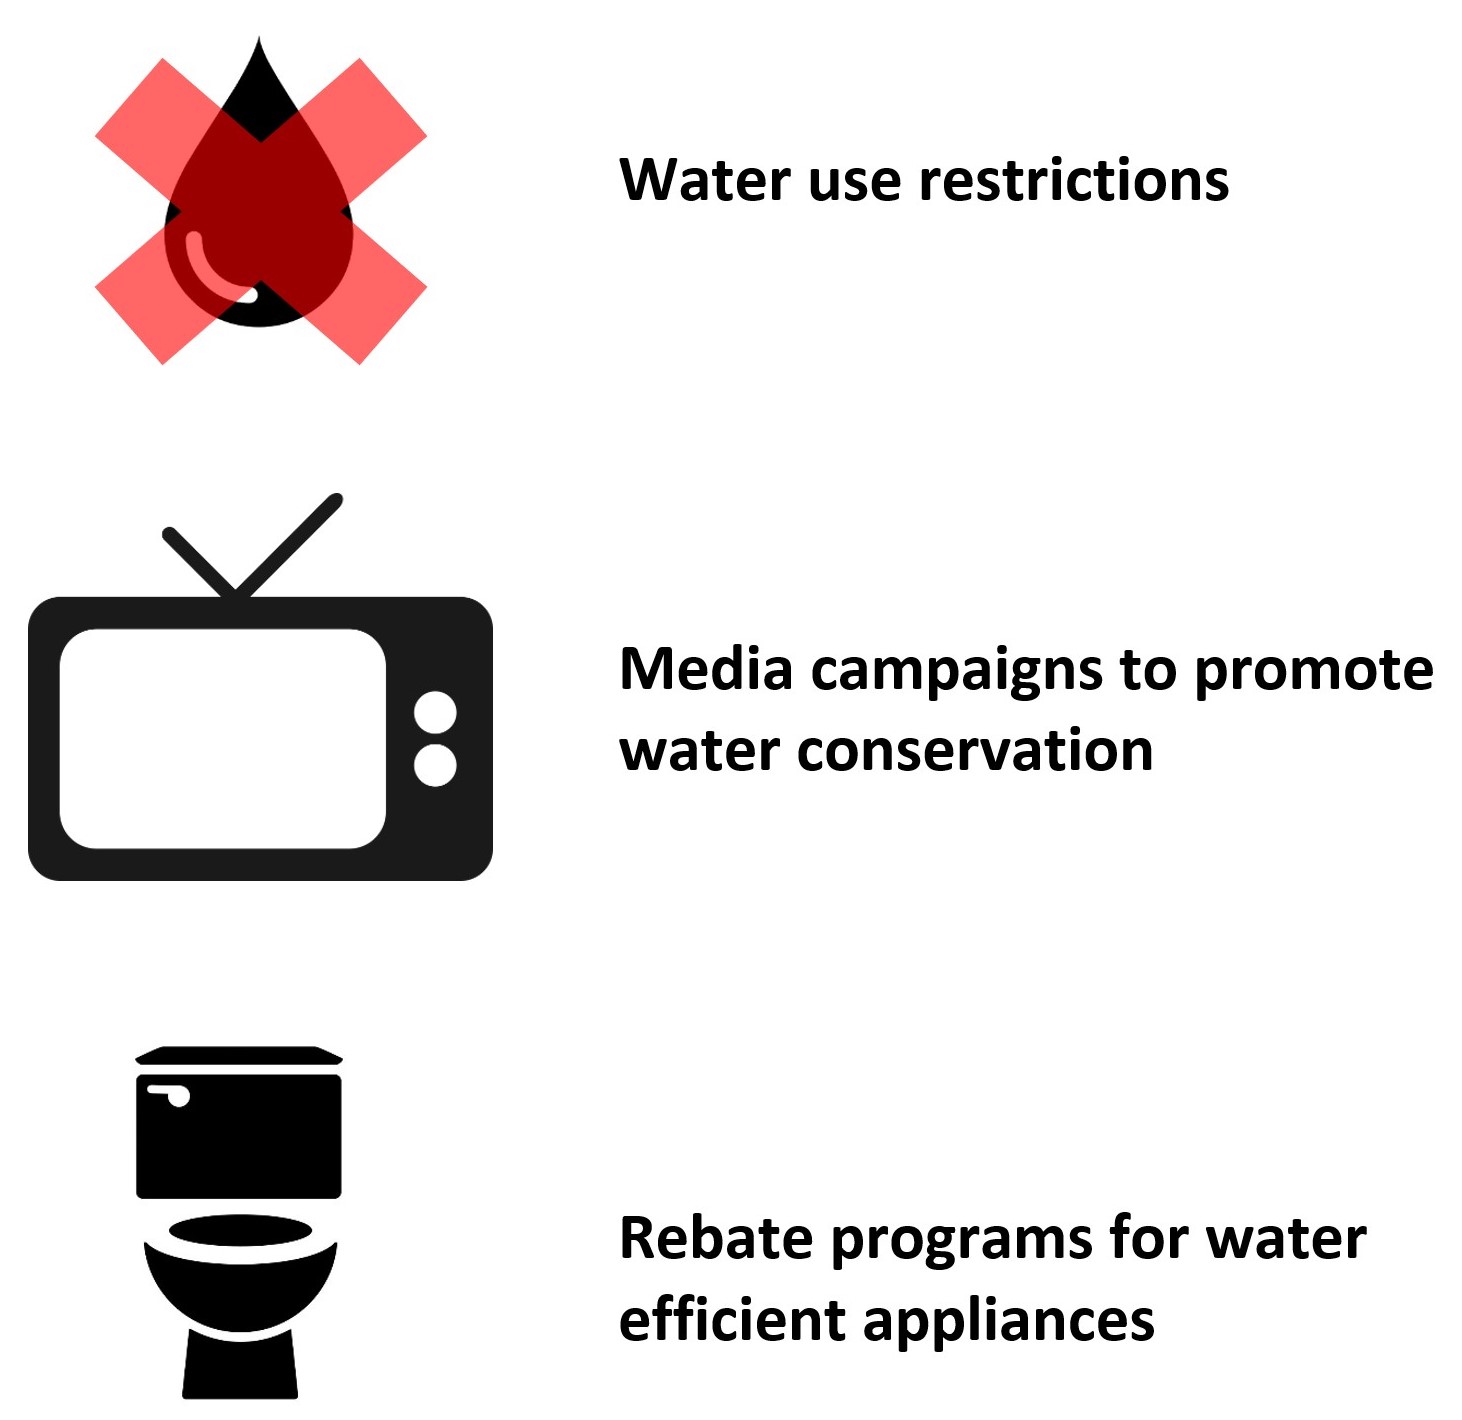 Water use restrictions
Media campaigns to promote
water conservation
Rebate programs for water
efficient appliances